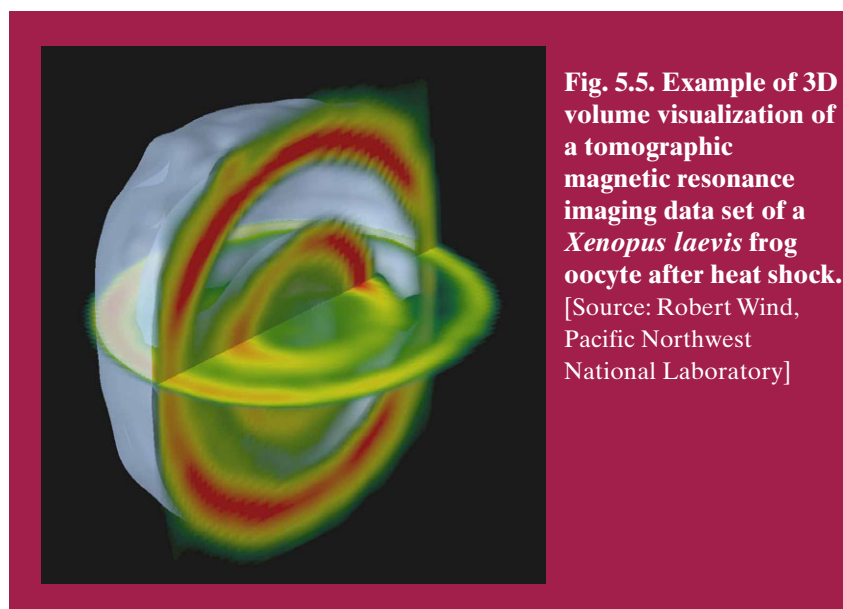 Fig. 5.5. Example of 3D
volume visualization of
a tomographic
magnetic resonance
imaging data set of a
Xenopus laevis frog
oocyte after heat shock.
[Source: Robert Wind,
Pacific Northwest
National Laboratory]